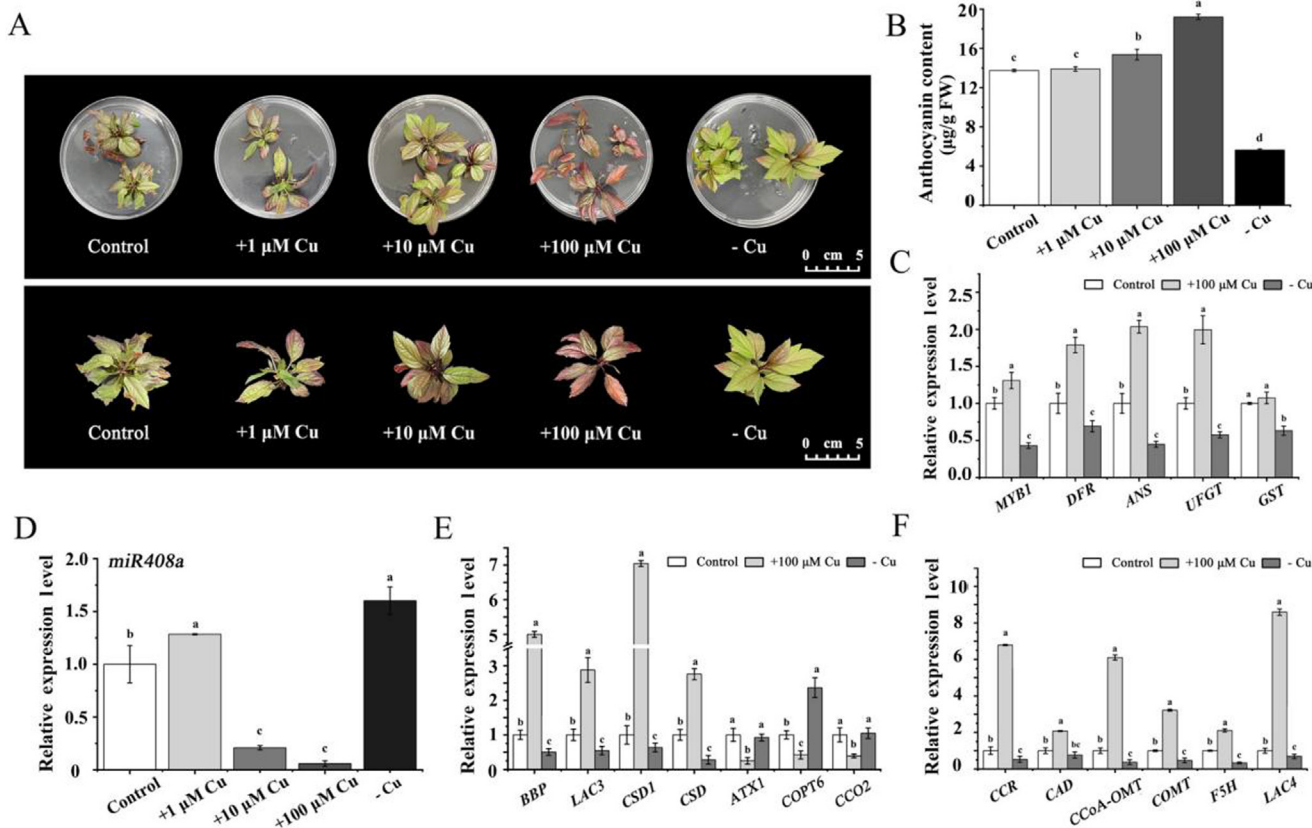 A
Control
+1 μM Cu
+10 μM Cu
+100 μM Cu
- Cu
0 cm 5
Control
+1 μM Cu
+10 μM Cu
+100 μM Cu
- Cu
0 cm 5
B
Anthocyanin content
(μg/g FW)
20
16
12
8
4
0
c
c
b
a
d
Control
+1 μM Cu
+10 μM Cu
+100 μM Cu
- Cu
C
Relative expression level
Control
+100 μM Cu
- Cu
2.5
2.0
1.5
1.0
0.5
0.0
b a c
b a c
b a c
b a c
a a b
MYB1
DFR
ANS
UFGT
GST
D
Relative expression level
miR408a
2.0
1.5
1.0
0.25
0
b
a
c
c
a
Control
+1 μM Cu
+10 μM Cu
+100 μM Cu
- Cu
E
Relative expression level
Control
+100 μM Cu
- Cu
7
6
5
3
2
1
0
b a c
b a c
b a c
b a c
a b a
b c a
a b a
BBP
LAC3
CSD1
CSD
ATX1
COPT6
CCO2
F
Relative expression level
Control
+100 μM Cu
- Cu
10
8
6
4
2
0
b a c
b a bc
b a c
b a c
b a c
b a c
CCR
CAD
CCoA-OMT
COMT
F5H
LAC4